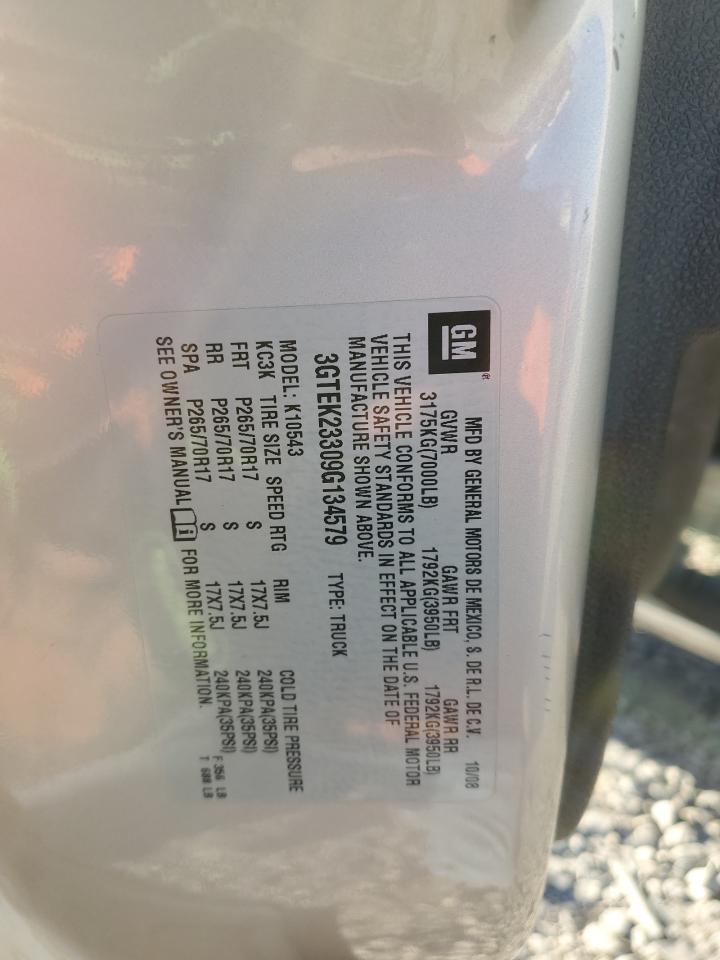 GM
MFD BY GENERAL MOTORS DE MEXICO, S. DE R.L. DE C.V. 10/08
GVWR GAWR FRT GAWR RR
3175KG(7000LB) 1792KG(3950LB) 1792KG(3950LB)
THIS VEHICLE CONFORMS TO ALL APPLICABLE U.S. FEDERAL MOTOR
VEHICLE SAFETY STANDARDS IN EFFECT ON THE DATE OF
MANUFACTURE SHOWN ABOVE.
3GTEK23309G134579 TYPE: TRUCK
MODEL: K10543
KC3K TIRE SIZE SPEED RTG RIM COLD TIRE PRESSURE
FRT P265/70R17 S 17X7.5J 240KPA(35PSI)
RR P265/70R17 S 17X7.5J 240KPA(35PSI)
SPA P265/70R17 S 17X7.5J 240KPA(35PSI)
SEE OWNER'S MANUAL FOR MORE INFORMATION.
F 356 LB
T 688 LB